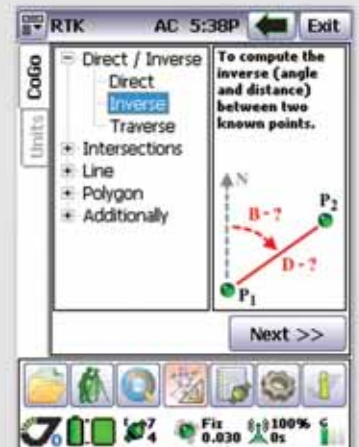 RTK AC 5:38P Exit
CoGo
Units
Direct / Inverse
Direct
Inverse
Traverse
Intersections
Line
Polygon
Additionally
To compute the
inverse (angle
and distance)
between two
known points.
N
P2
B - ?
D - ?
P1
Next >>
7 4 Fix 100%
0.030 0s